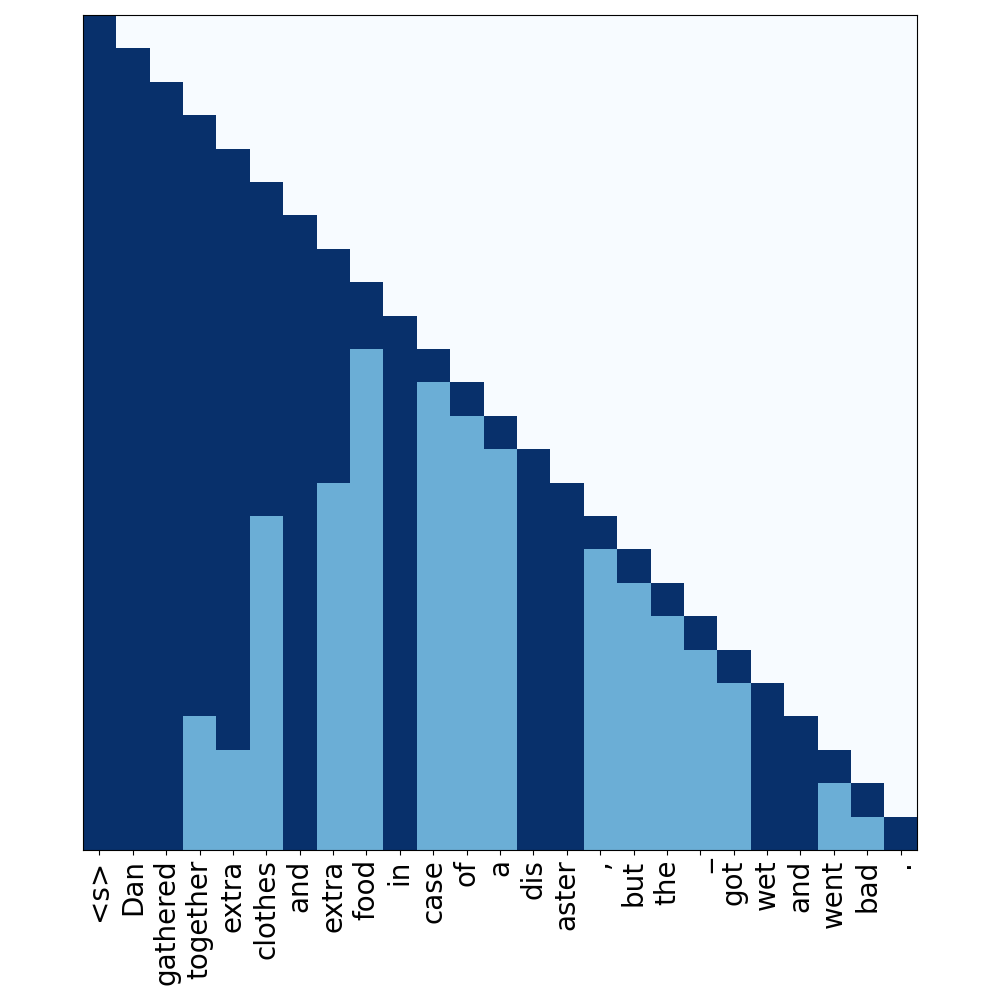 <s> Dan gathered together extra clothes and extra food in case of a dis aster , but the _ got wet and went bad .